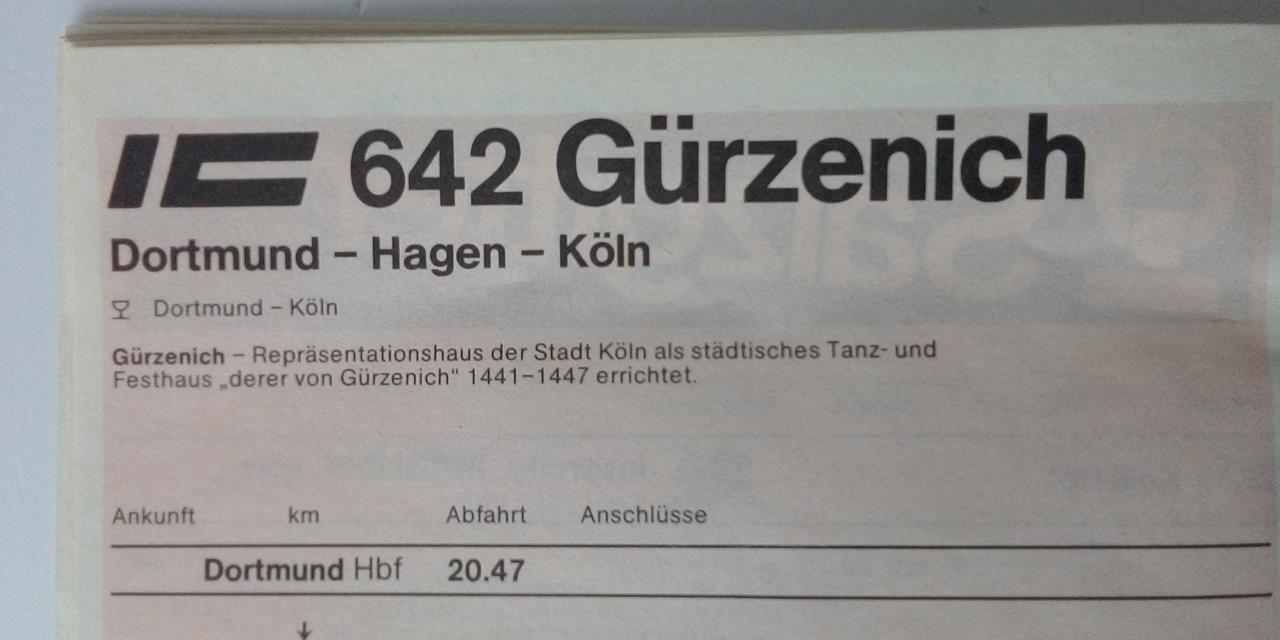 IC 642 Gürzenich
Dortmund – Hagen – Köln
Dortmund – Köln
Gürzenich – Repräsentationshaus der Stadt Köln als städtisches Tanz- und
Festhaus „derer von Gürzenich“ 1441–1447 errichtet.
Ankunft km Abfahrt Anschlüsse
Dortmund Hbf 20.47